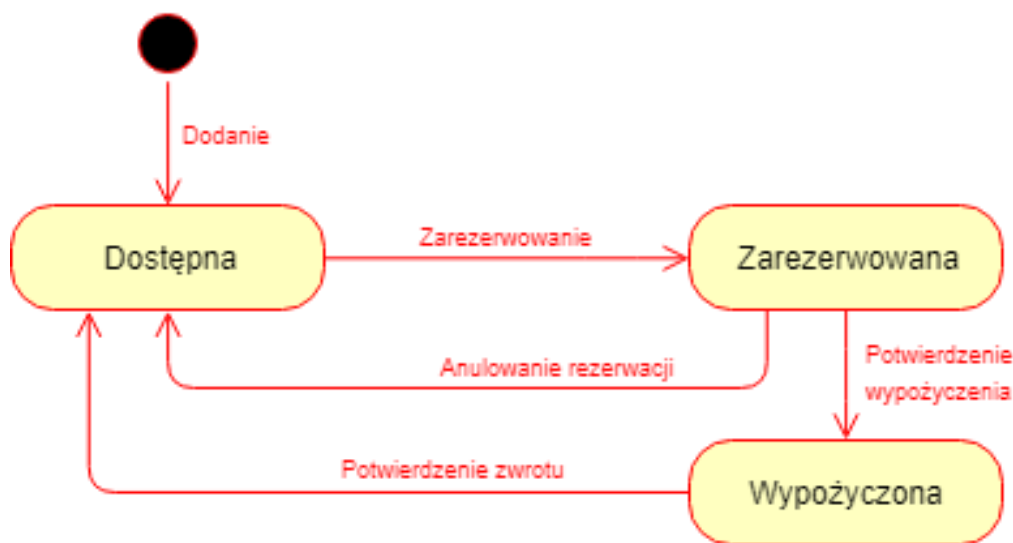 Dodanie
Dostępna
Zarezerwowanie
Zarezerwowana
Anulowanie rezerwacji
Potwierdzenie
wypożyczenia
Potwierdzenie zwrotu
Wypożyczona